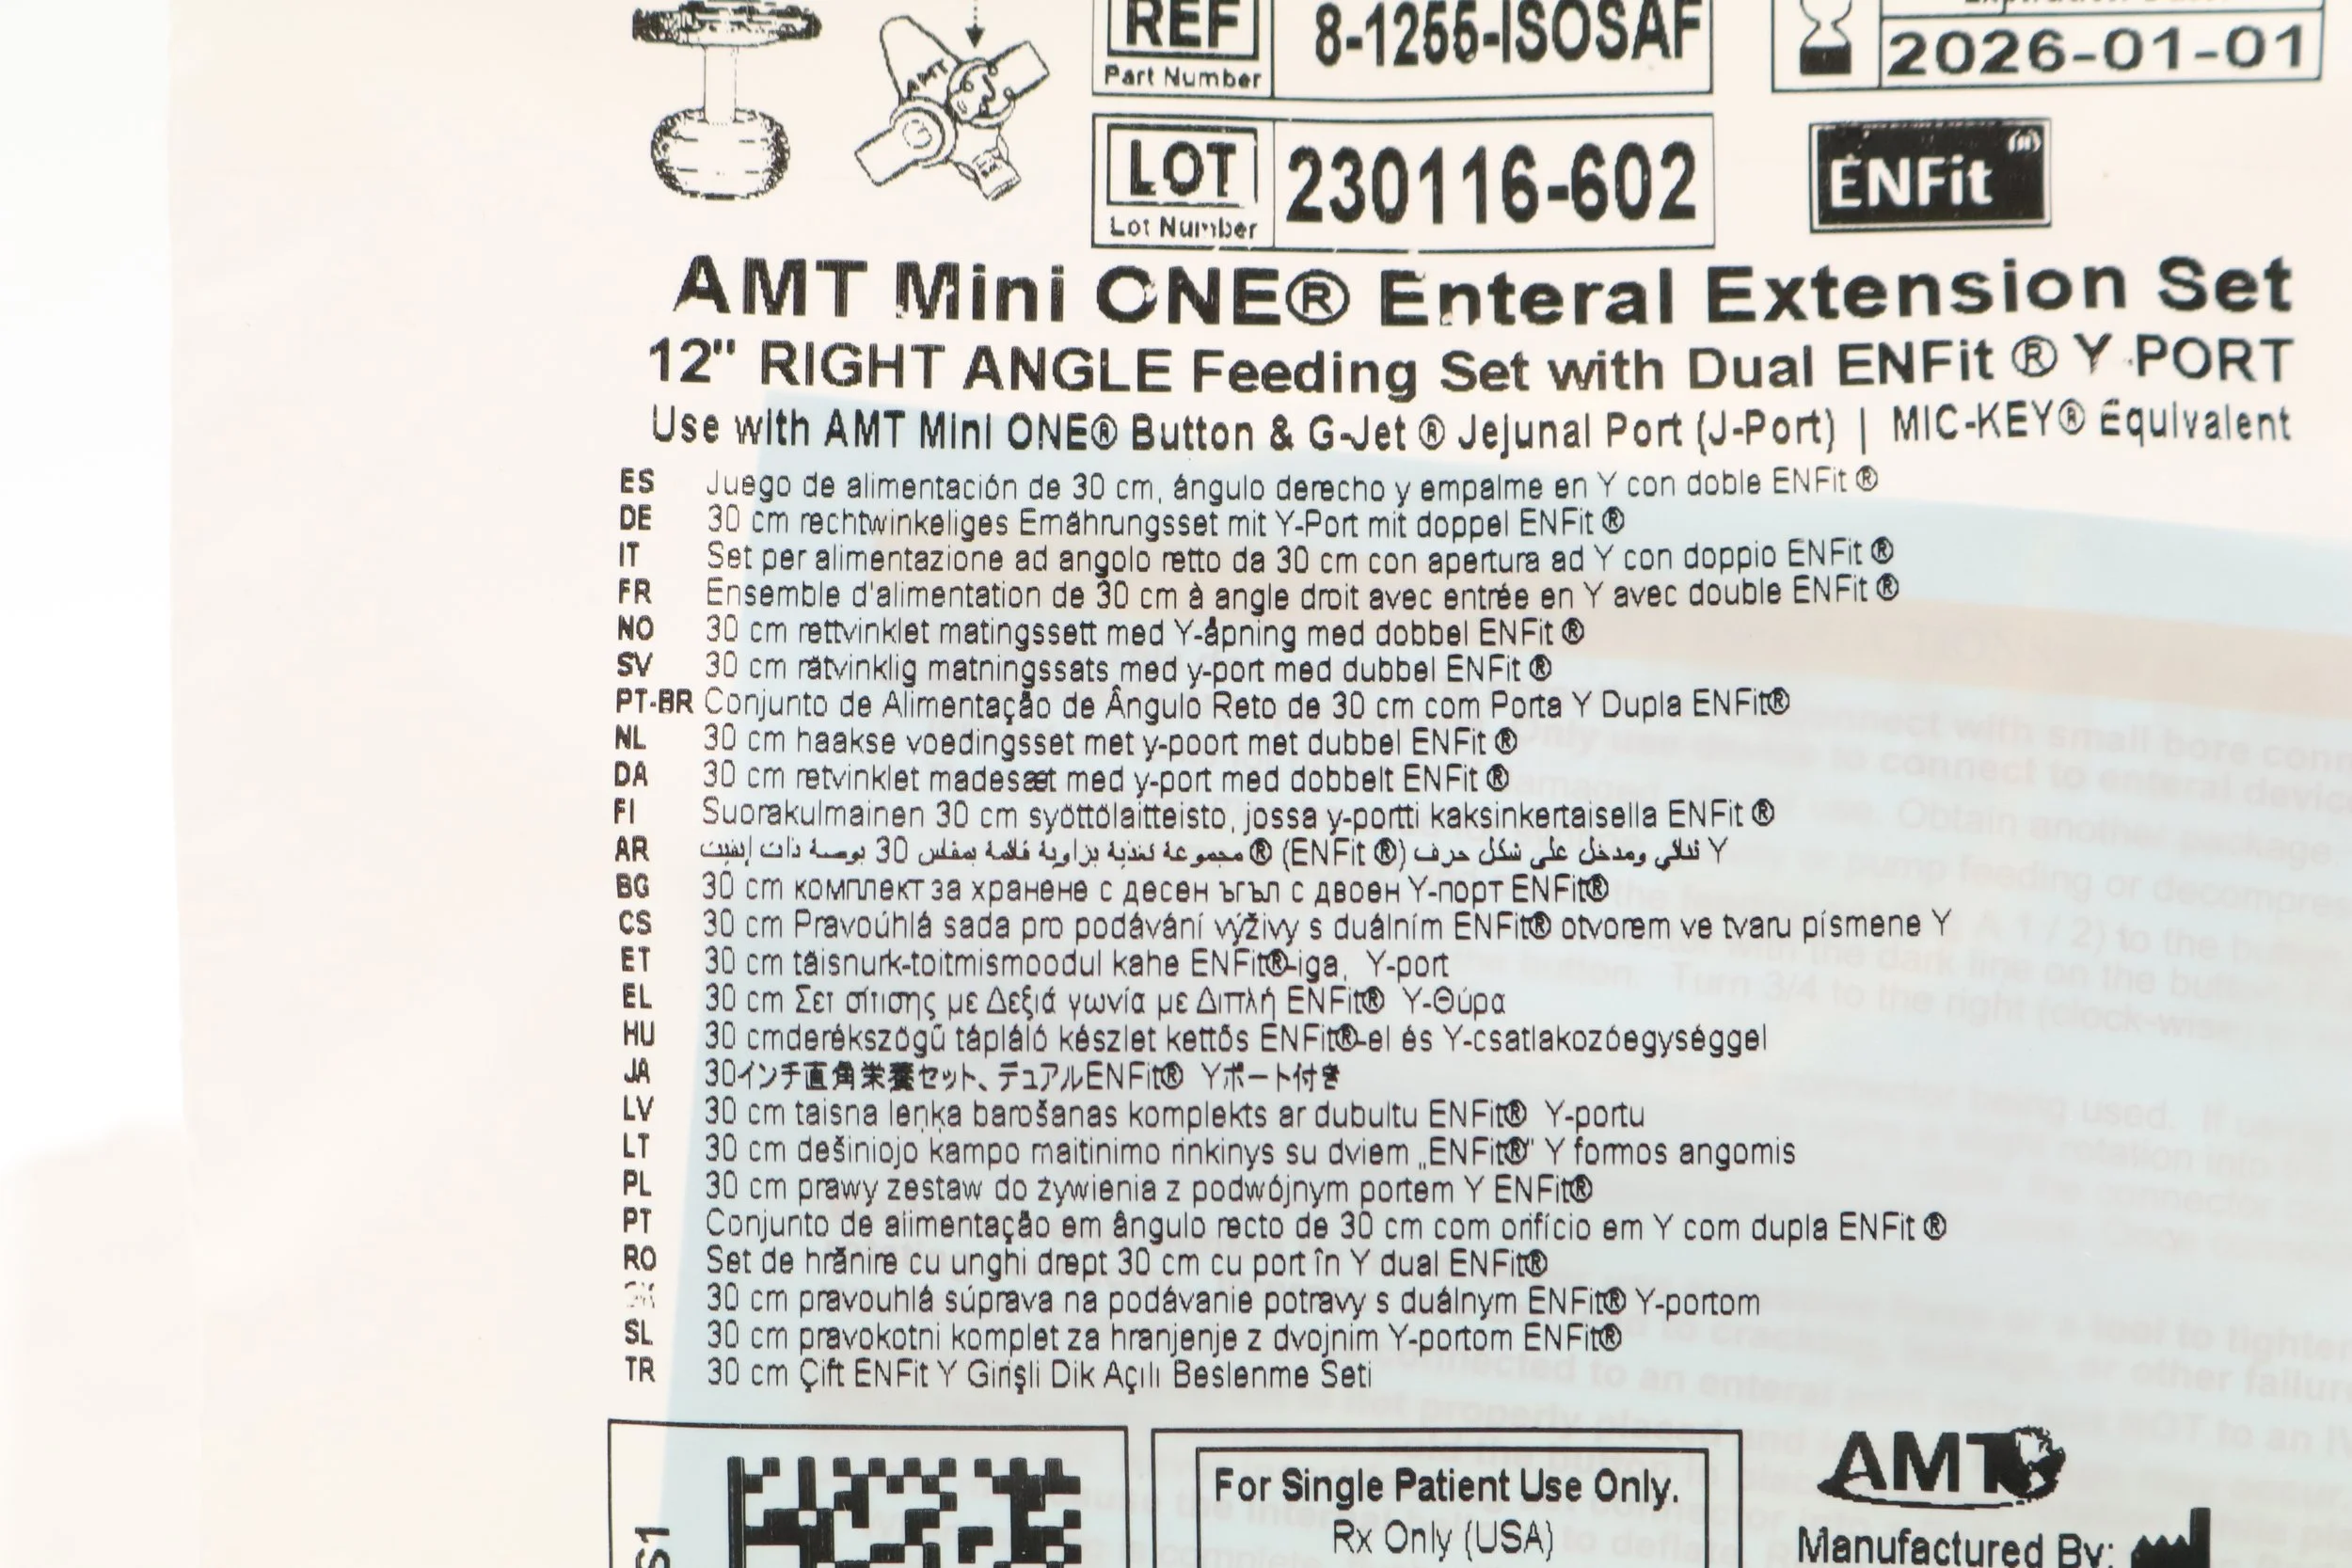 AMT
REF
Part Number
8-1255-ISOSAF
2026-01-01
LOT
Lot Number
230116-602
ENFit
AMT Mini ONE® Enteral Extension Set
12" RIGHT ANGLE Feeding Set with Dual ENFit ® Y-PORT
Use with AMT Mini ONE® Button & G-Jet ® Jejunal Port (J-Port) | MIC-KEY® Equivalent
ES Juego de alimentación de 30 cm, ángulo derecho y empalme en Y con doble ENFit ®
DE 30 cm rechtwinkeliges Ernährungsset mit Y-Port mit doppel ENFit ®
IT Set per alimentazione ad angolo retto da 30 cm con apertura ad Y con doppio ENFit ®
FR Ensemble d'alimentation de 30 cm à angle droit avec entrée en Y avec double ENFit ®
NO 30 cm rettvinklet matingssett med Y-åpning med dobbel ENFit ®
SV 30 cm rätvinklig matningssats med y-port med dubbel ENFit ®
PT-BR Conjunto de Alimentação de Ângulo Reto de 30 cm com Porta Y Dupla ENFit®
NL 30 cm haakse voedingsset met y-poort met dubbel ENFit ®
DA 30 cm retvinklet madesæt med y-port med dobbelt ENFit ®
FI Suorakulmainen 30 cm syöttölaitteisto, jossa y-portti kaksinkertaisella ENFit ®
AR مجموعة تغذية بزاوية قائمة بمقاس 30 بوصة ذات إنفيت ® (ENFit ®) ثنائي ومدخل على شكل حرف Y
BG 30 cm комплект за хранене с десен ъгъл с двоен Y-порт ENFit®
CS 30 cm Pravoúhlá sada pro podávání výživy s duálním ENFit® otvorem ve tvaru písmene Y
ET 30 cm täisnurk-toitmismoodul kahe ENFit®-iga, Y-port
EL 30 cm Σετ σίτισης με Δεξιά γωνία με Διπλή ENFit® Y-Θύρα
HU 30 cmderékszögű tápláló készlet kettős ENFit®-el és Y-csatlakozóegységgel
JA 30インチ直角栄養セット、デュアルENFit® Yポート付き
LV 30 cm taisna leņķa barošanas komplekts ar dubultu ENFit® Y-portu
LT 30 cm dešiniojo kampo maitinimo rinkinys su dviem „ENFit®" Y formos angomis
PL 30 cm prawy zestaw do żywienia z podwójnym portem Y ENFit®
PT Conjunto de alimentação em ângulo recto de 30 cm com orifício em Y com dupla ENFit ®
RO Set de hrănire cu unghi drept 30 cm cu port în Y dual ENFit®
30 cm pravouhlá súprava na podávanie potravy s duálnym ENFit® Y-portom
SL 30 cm pravokotni komplet za hranjenje z dvojnim Y-portom ENFit®
TR 30 cm Çift ENFit Y Girişli Dik Açılı Beslenme Seti
For Single Patient Use Only.
Rx Only (USA)
AMT
Manufactured By: